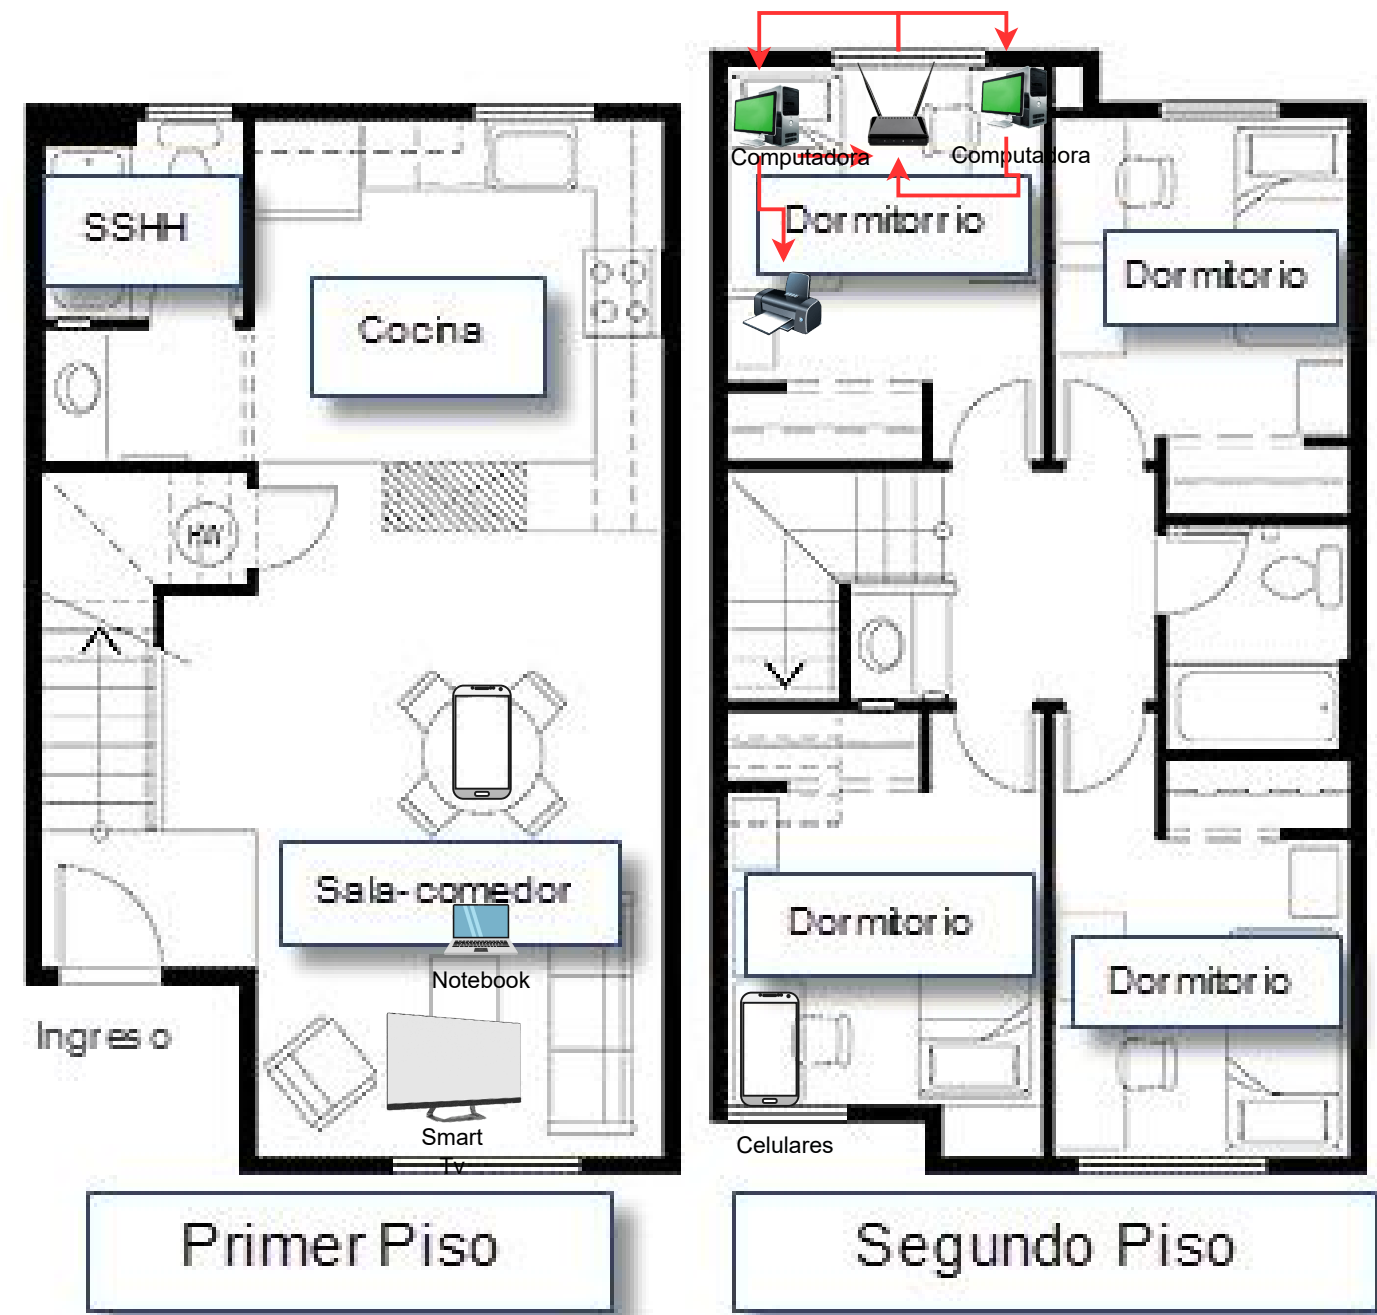 SSHH
Cocina
HW
Sala-comedor
Notebook
Smart
Tv
Ingreso
Primer Piso
Computadora
Computadora
Dormitorrio
Dormitorio
Dormitorio
Dormitorio
Celulares
Segundo Piso